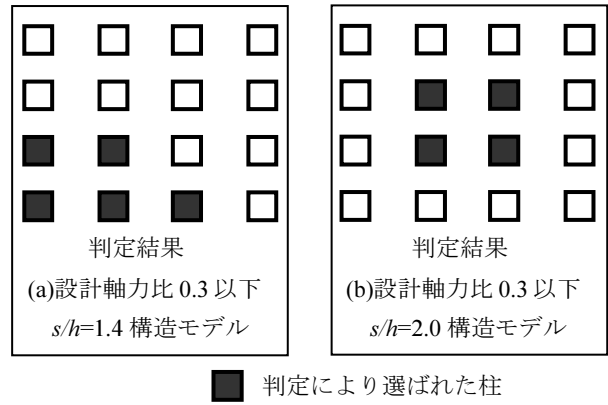 判定結果
(a)設計軸力比 0.3 以下
s/h=1.4 構造モデル
判定結果
(b)設計軸力比 0.3 以下
s/h=2.0 構造モデル
判定により選ばれた柱